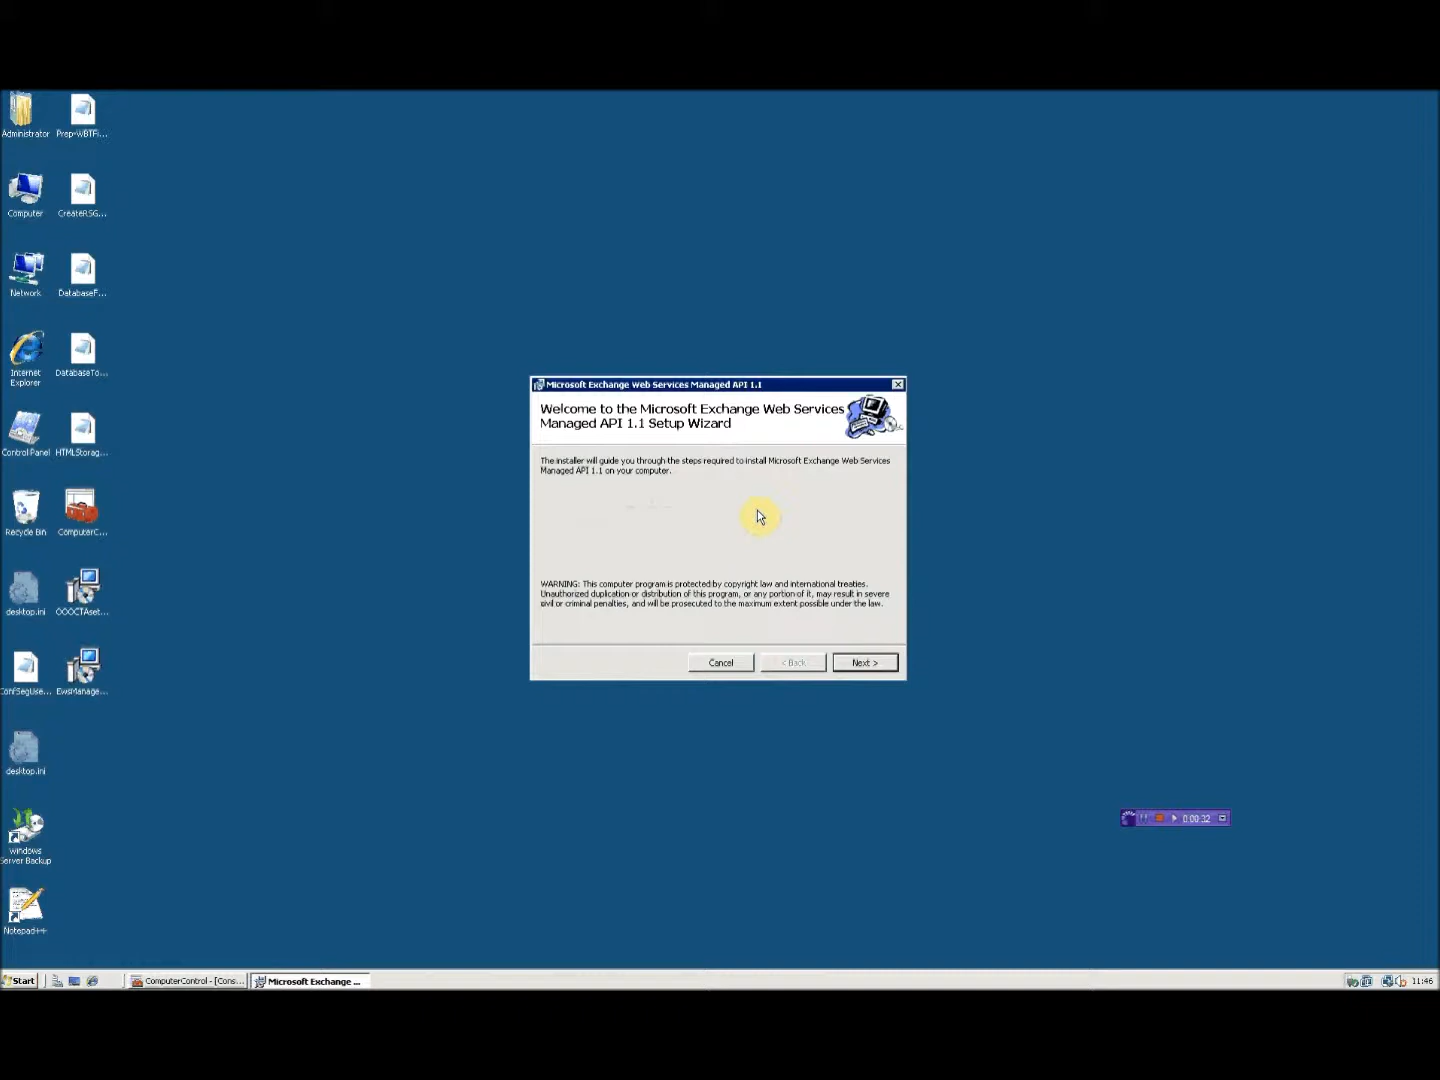 Administrator
Prep-WBTFi...
Computer
CreateRSG...
Network
DatabaseF...
Internet
Explorer
DatabaseTo...
Control Panel
HTMLStorag...
Recycle Bin
ComputerC...
desktop.ini
OOOCTAset...
ConfSegUse...
EwsManage...
desktop.ini
Windows
Server Backup
Notepad++
Microsoft Exchange Web Services Managed API 1.1
Welcome to the Microsoft Exchange Web Services
Managed API 1.1 Setup Wizard
The installer will guide you through the steps required to install Microsoft Exchange Web Services
Managed API 1.1 on your computer.
WARNING: This computer program is protected by copyright law and international treaties.
Unauthorized duplication or distribution of this program, or any portion of it, may result in severe
civil or criminal penalties, and will be prosecuted to the maximum extent possible under the law.
Cancel
< Back
Next >
0:00:32
Start
ComputerControl - [Cons...
Microsoft Exchange ...
11:46